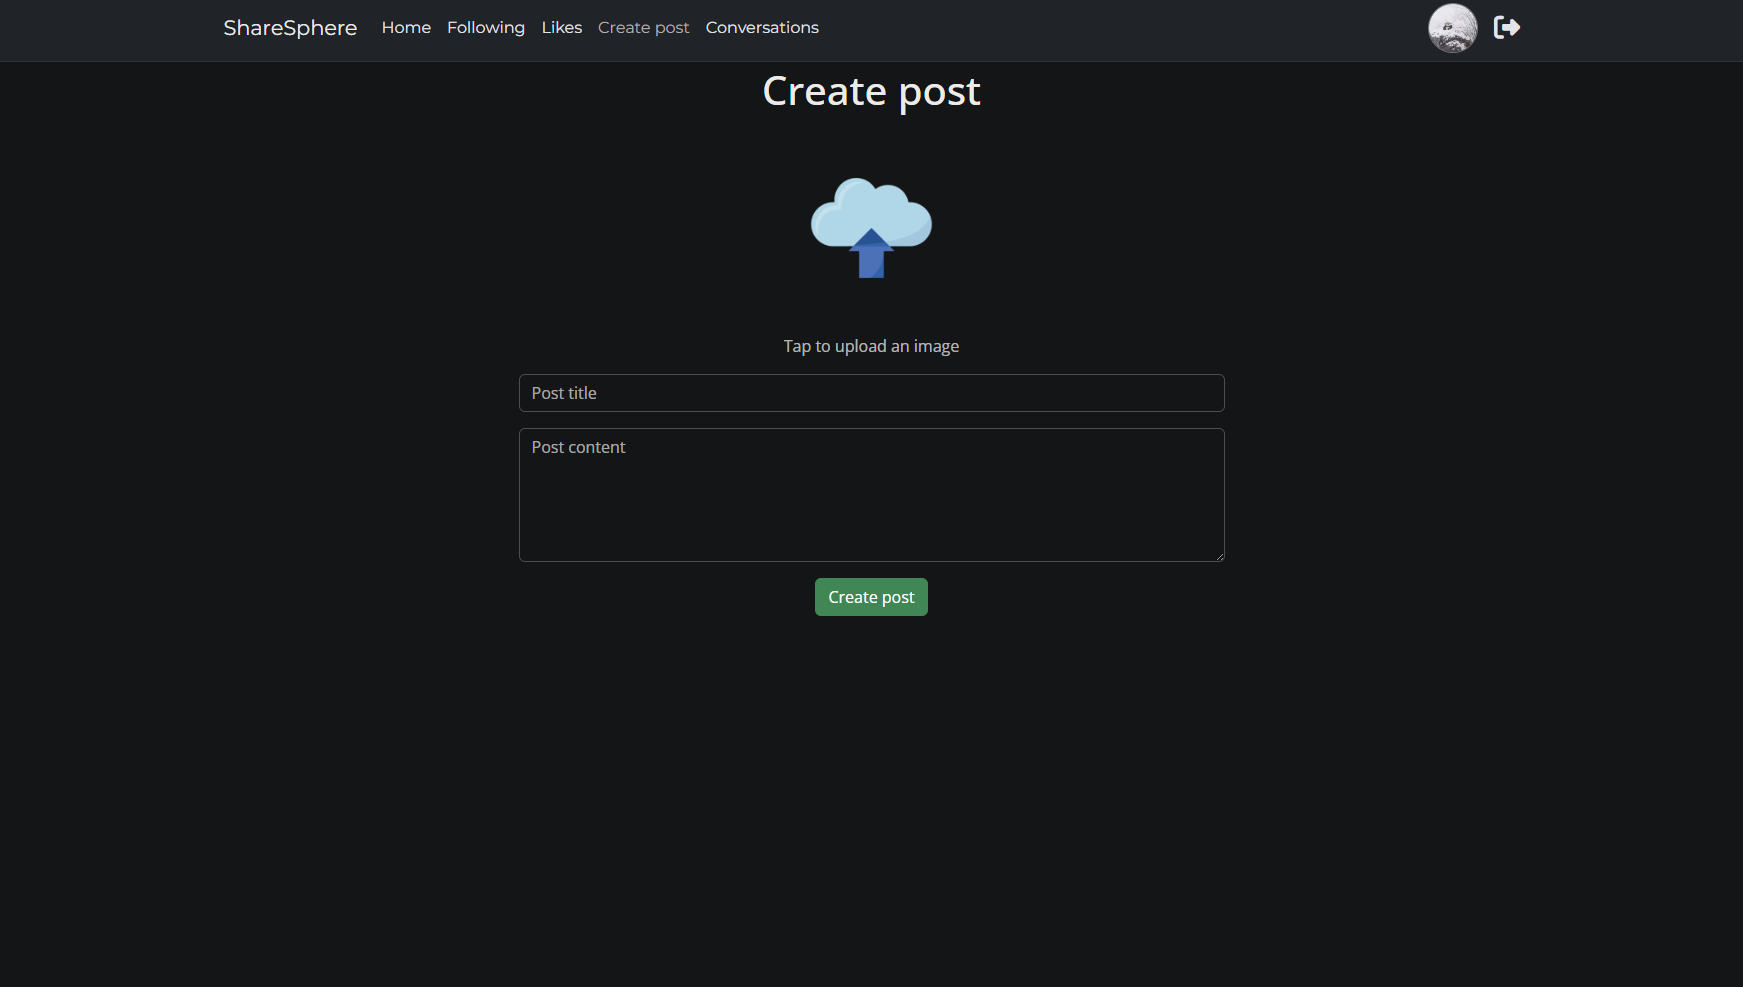 ShareSphere Home Following Likes Create post Conversations
Create post
Tap to upload an image
Post title
Post content
Create post